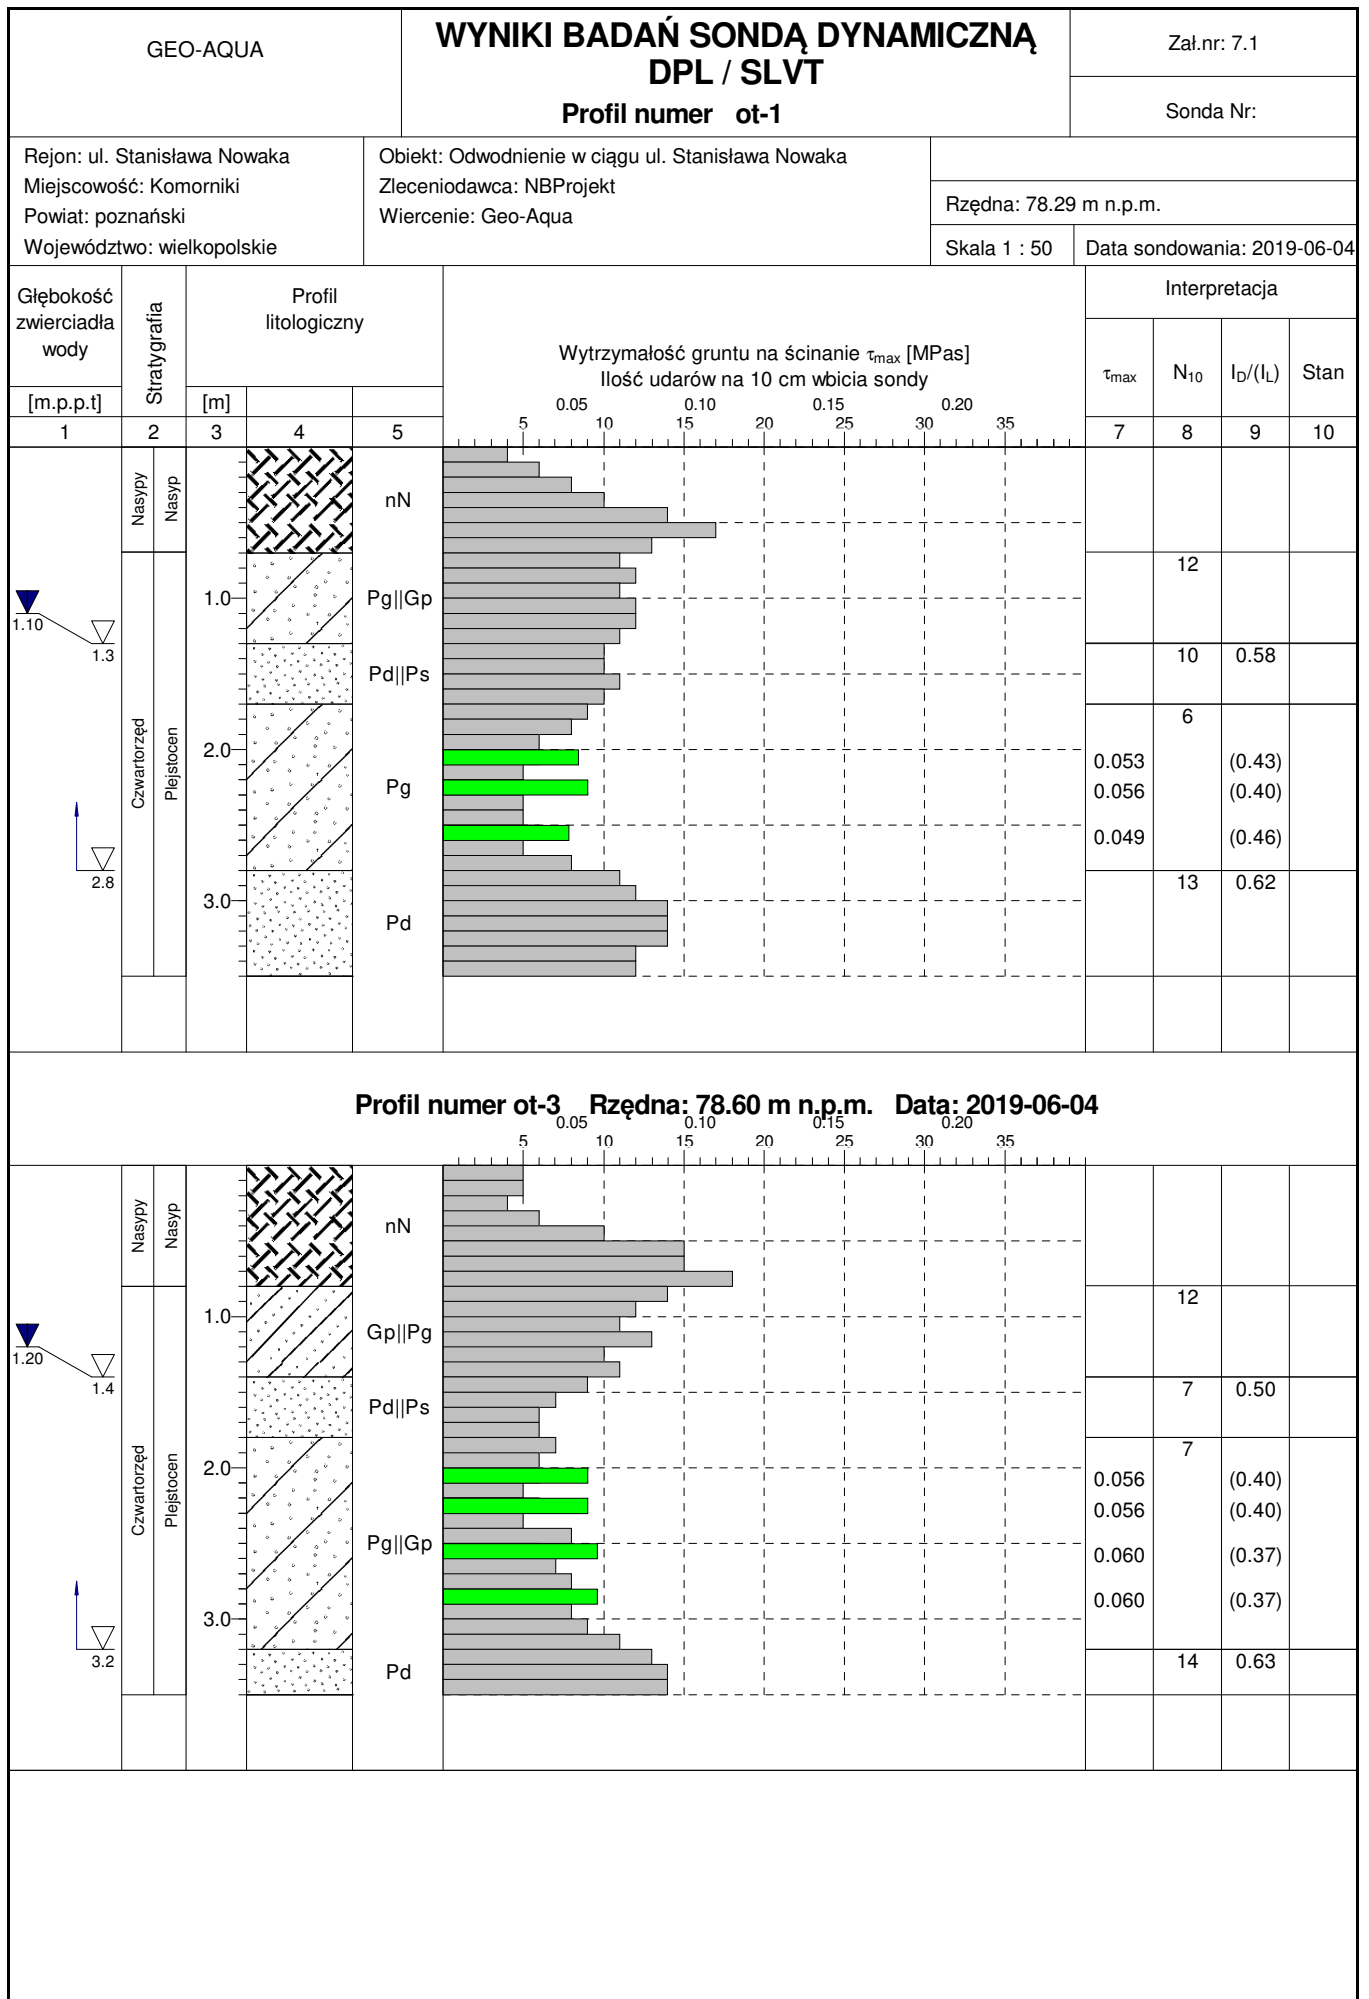 GEO-AQUA
WYNIKI BADAŃ SONDĄ DYNAMICZNĄ
DPL / SLVT
Profil numer ot-1
Zał.nr: 7.1
Sonda Nr:
Rejon: ul. Stanisława Nowaka
Miejscowość: Komorniki
Powiat: poznański
Województwo: wielkopolskie
Obiekt: Odwodnienie w ciągu ul. Stanisława Nowaka
Zleceniodawca: NBProjekt
Wiercenie: Geo-Aqua
Rzędna: 78.29 m n.p.m.
Skala 1 : 50
Data sondowania: 2019-06-04
Głębokość
zwierciadła
wody
[m.p.p.t]
Stratygrafia
Profil
litologiczny
[m]
Wytrzymałość gruntu na ścinanie τmax [MPas]
Ilość udarów na 10 cm wbicia sondy
0.05 0.10 0.15 0.20
5 10 15 20 25 30 35
Interpretacja
τmax N10 ID/(IL) Stan
1 2 3 4 5 7 8 9 10
Nasypy Nasyp
nN
12
1.0
Pg||Gp
1.10
1.3
10 0.58
Pd||Ps
6
Czwartorzęd
Plejstocen
2.0
0.053 (0.43)
Pg
0.056 (0.40)
0.049 (0.46)
2.8
13 0.62
3.0
Pd
Profil numer ot-3 Rzędna: 78.60 m n.p.m. Data: 2019-06-04
0.05 0.10 0.15 0.20
5 10 15 20 25 30 35
Nasypy Nasyp
nN
12
1.0
Gp||Pg
1.20
1.4
7 0.50
Pd||Ps
7
Czwartorzęd
Plejstocen
2.0
0.056 (0.40)
0.056 (0.40)
Pg||Gp
0.060 (0.37)
0.060 (0.37)
3.0
3.2
14 0.63
Pd